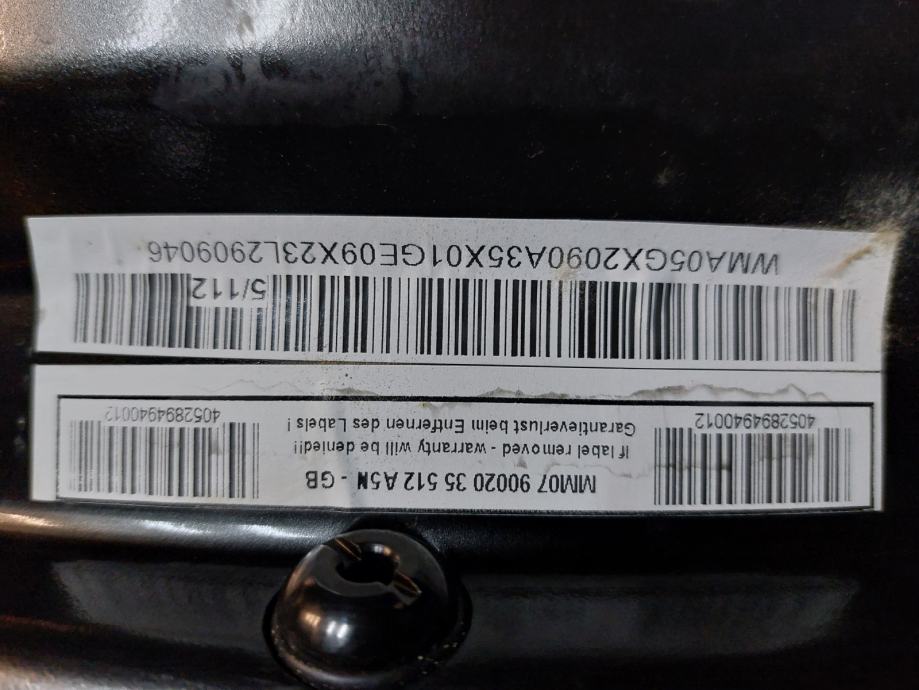 MM07 90020 35 512 A5N - GB
If label removed - warranty will be denied!!
Garantieverlust beim Entfernen des Labels !
4052894940012
4052894940012
5/112
WMA05GX2090A35X01GE09X23L2909046